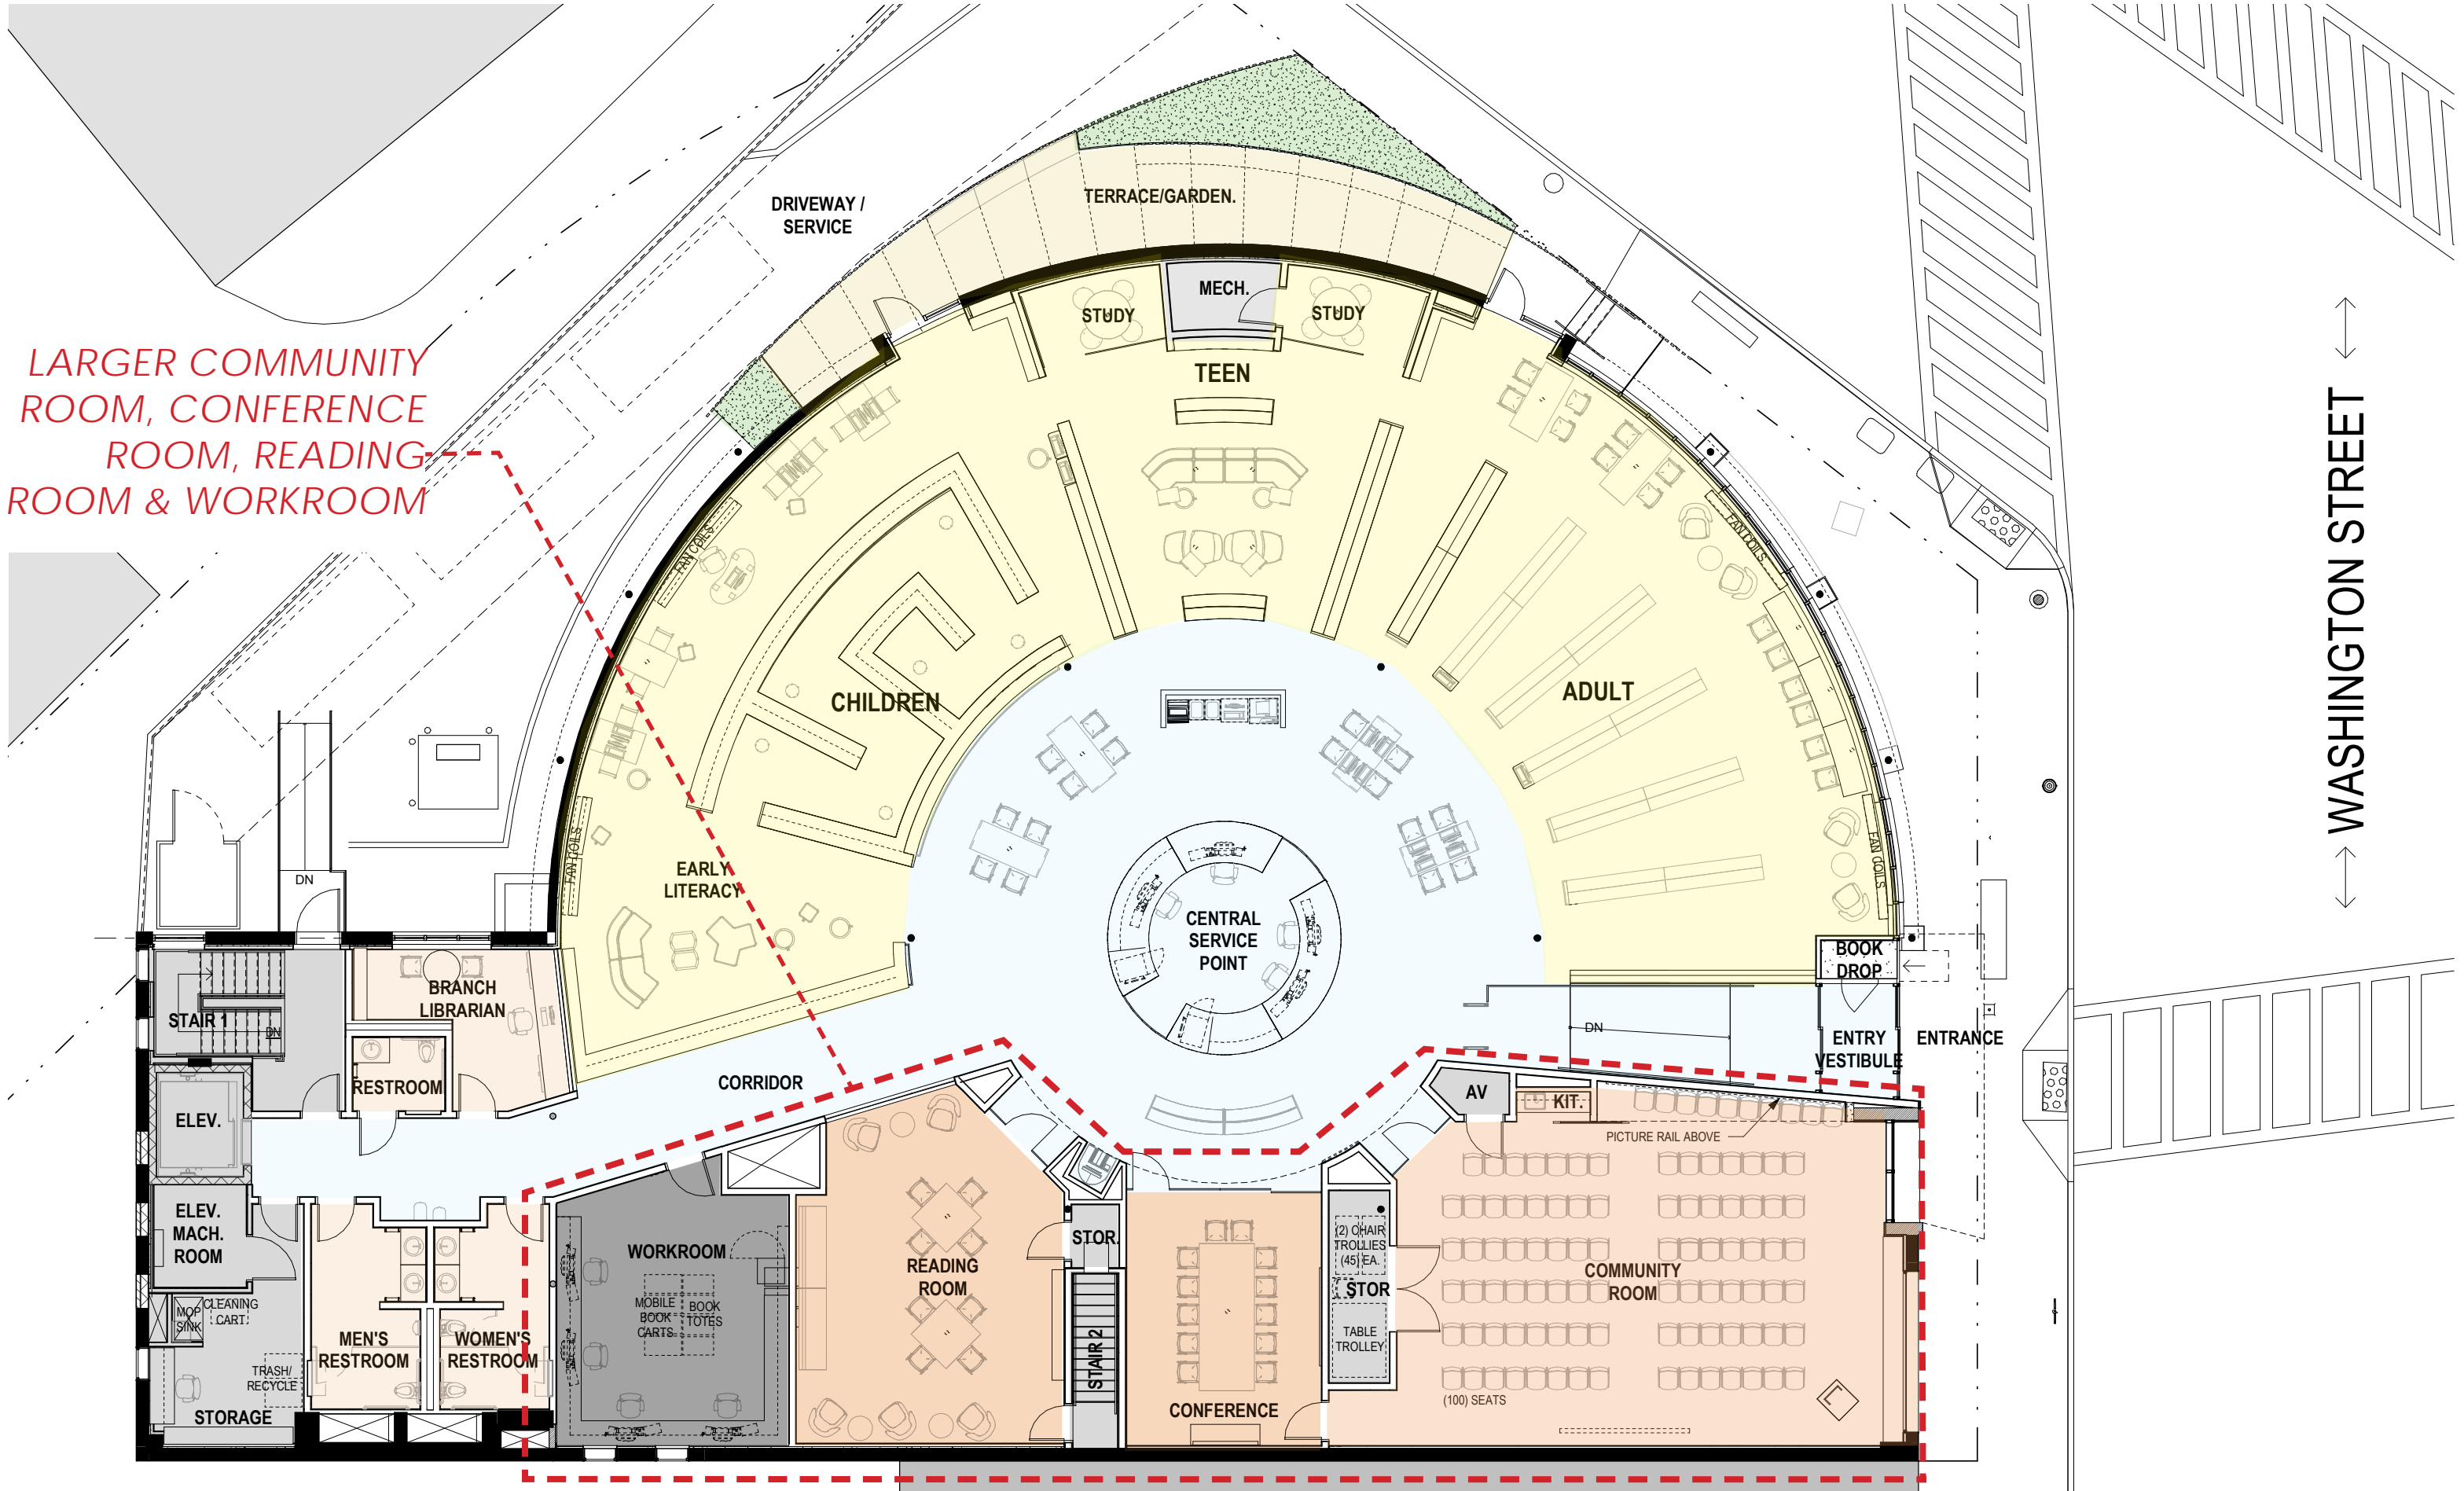 DRIVEWAY /
SERVICE
TERRACE/GARDEN.
MECH.
STUDY
STUDY
TEEN
LARGER COMMUNITY
ROOM, CONFERENCE
ROOM, READING
ROOM & WORKROOM
WASHINGTON STREET
FAN COILS
FAN COILS
CHILDREN
ADULT
FAN COILS
FAN COILS
EARLY
LITERACY
DN
CENTRAL
SERVICE
POINT
BOOK
DROP
BRANCH
LIBRARIAN
STAIR 1
DN
DN
ENTRY
VESTIBULE
ENTRANCE
RESTROOM
CORRIDOR
ELEV.
AV
KIT.
PICTURE RAIL ABOVE
ELEV.
MACH.
ROOM
WORKROOM
READING
ROOM
STOR.
(2) CHAIR
TROLLIES
(45) EA.
STOR
TABLE
TROLLEY
COMMUNITY
ROOM
MOP
SINK
CLEANING
CART
MOBILE
BOOK
CARTS
BOOK
TOTES
MEN'S
RESTROOM
WOMEN'S
RESTROOM
STAIR2
TRASH/
RECYCLE
STORAGE
CONFERENCE
(100) SEATS